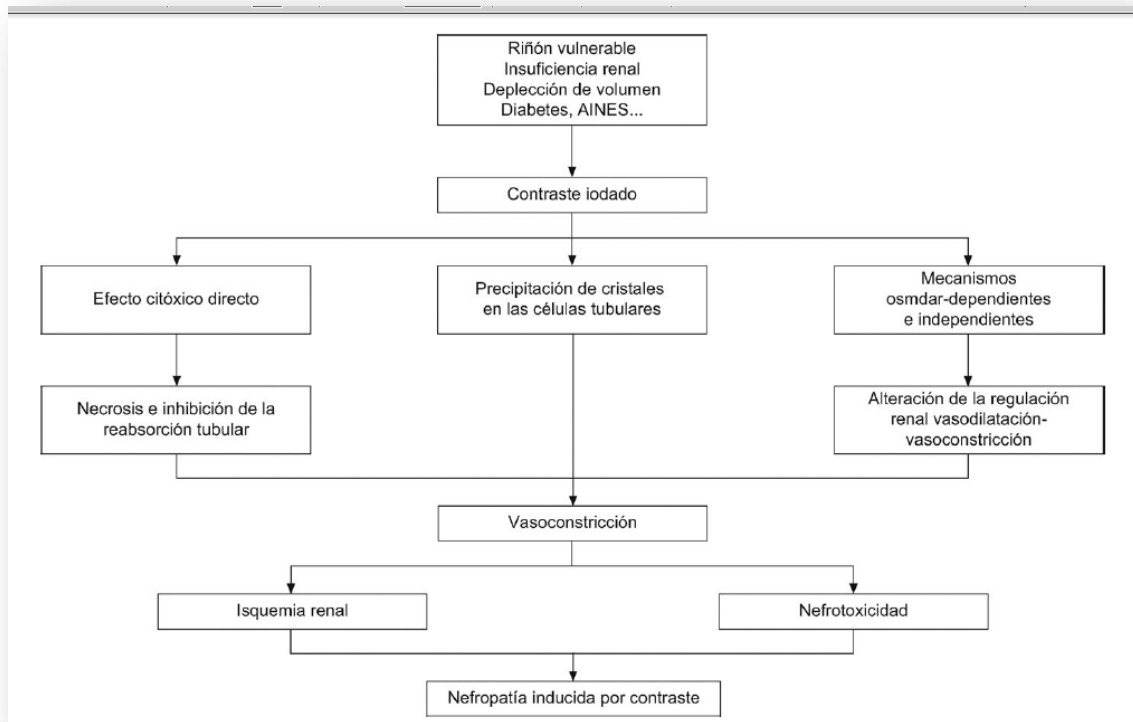 Riñón vulnerable
Insuficiencia renal
Deplección de volumen
Diabetes, AINES...
Contraste iodado
Efecto citóxico directo
Precipitación de cristales
en las células tubulares
Mecanismos
osmdar-dependientes
e independientes
Necrosis e inhibición de la
reabsorción tubular
Alteración de la regulación
renal vasodilatación-
vasoconstricción
Vasoconstricción
Isquemia renal
Nefrotoxicidad
Nefropatía inducida por contraste